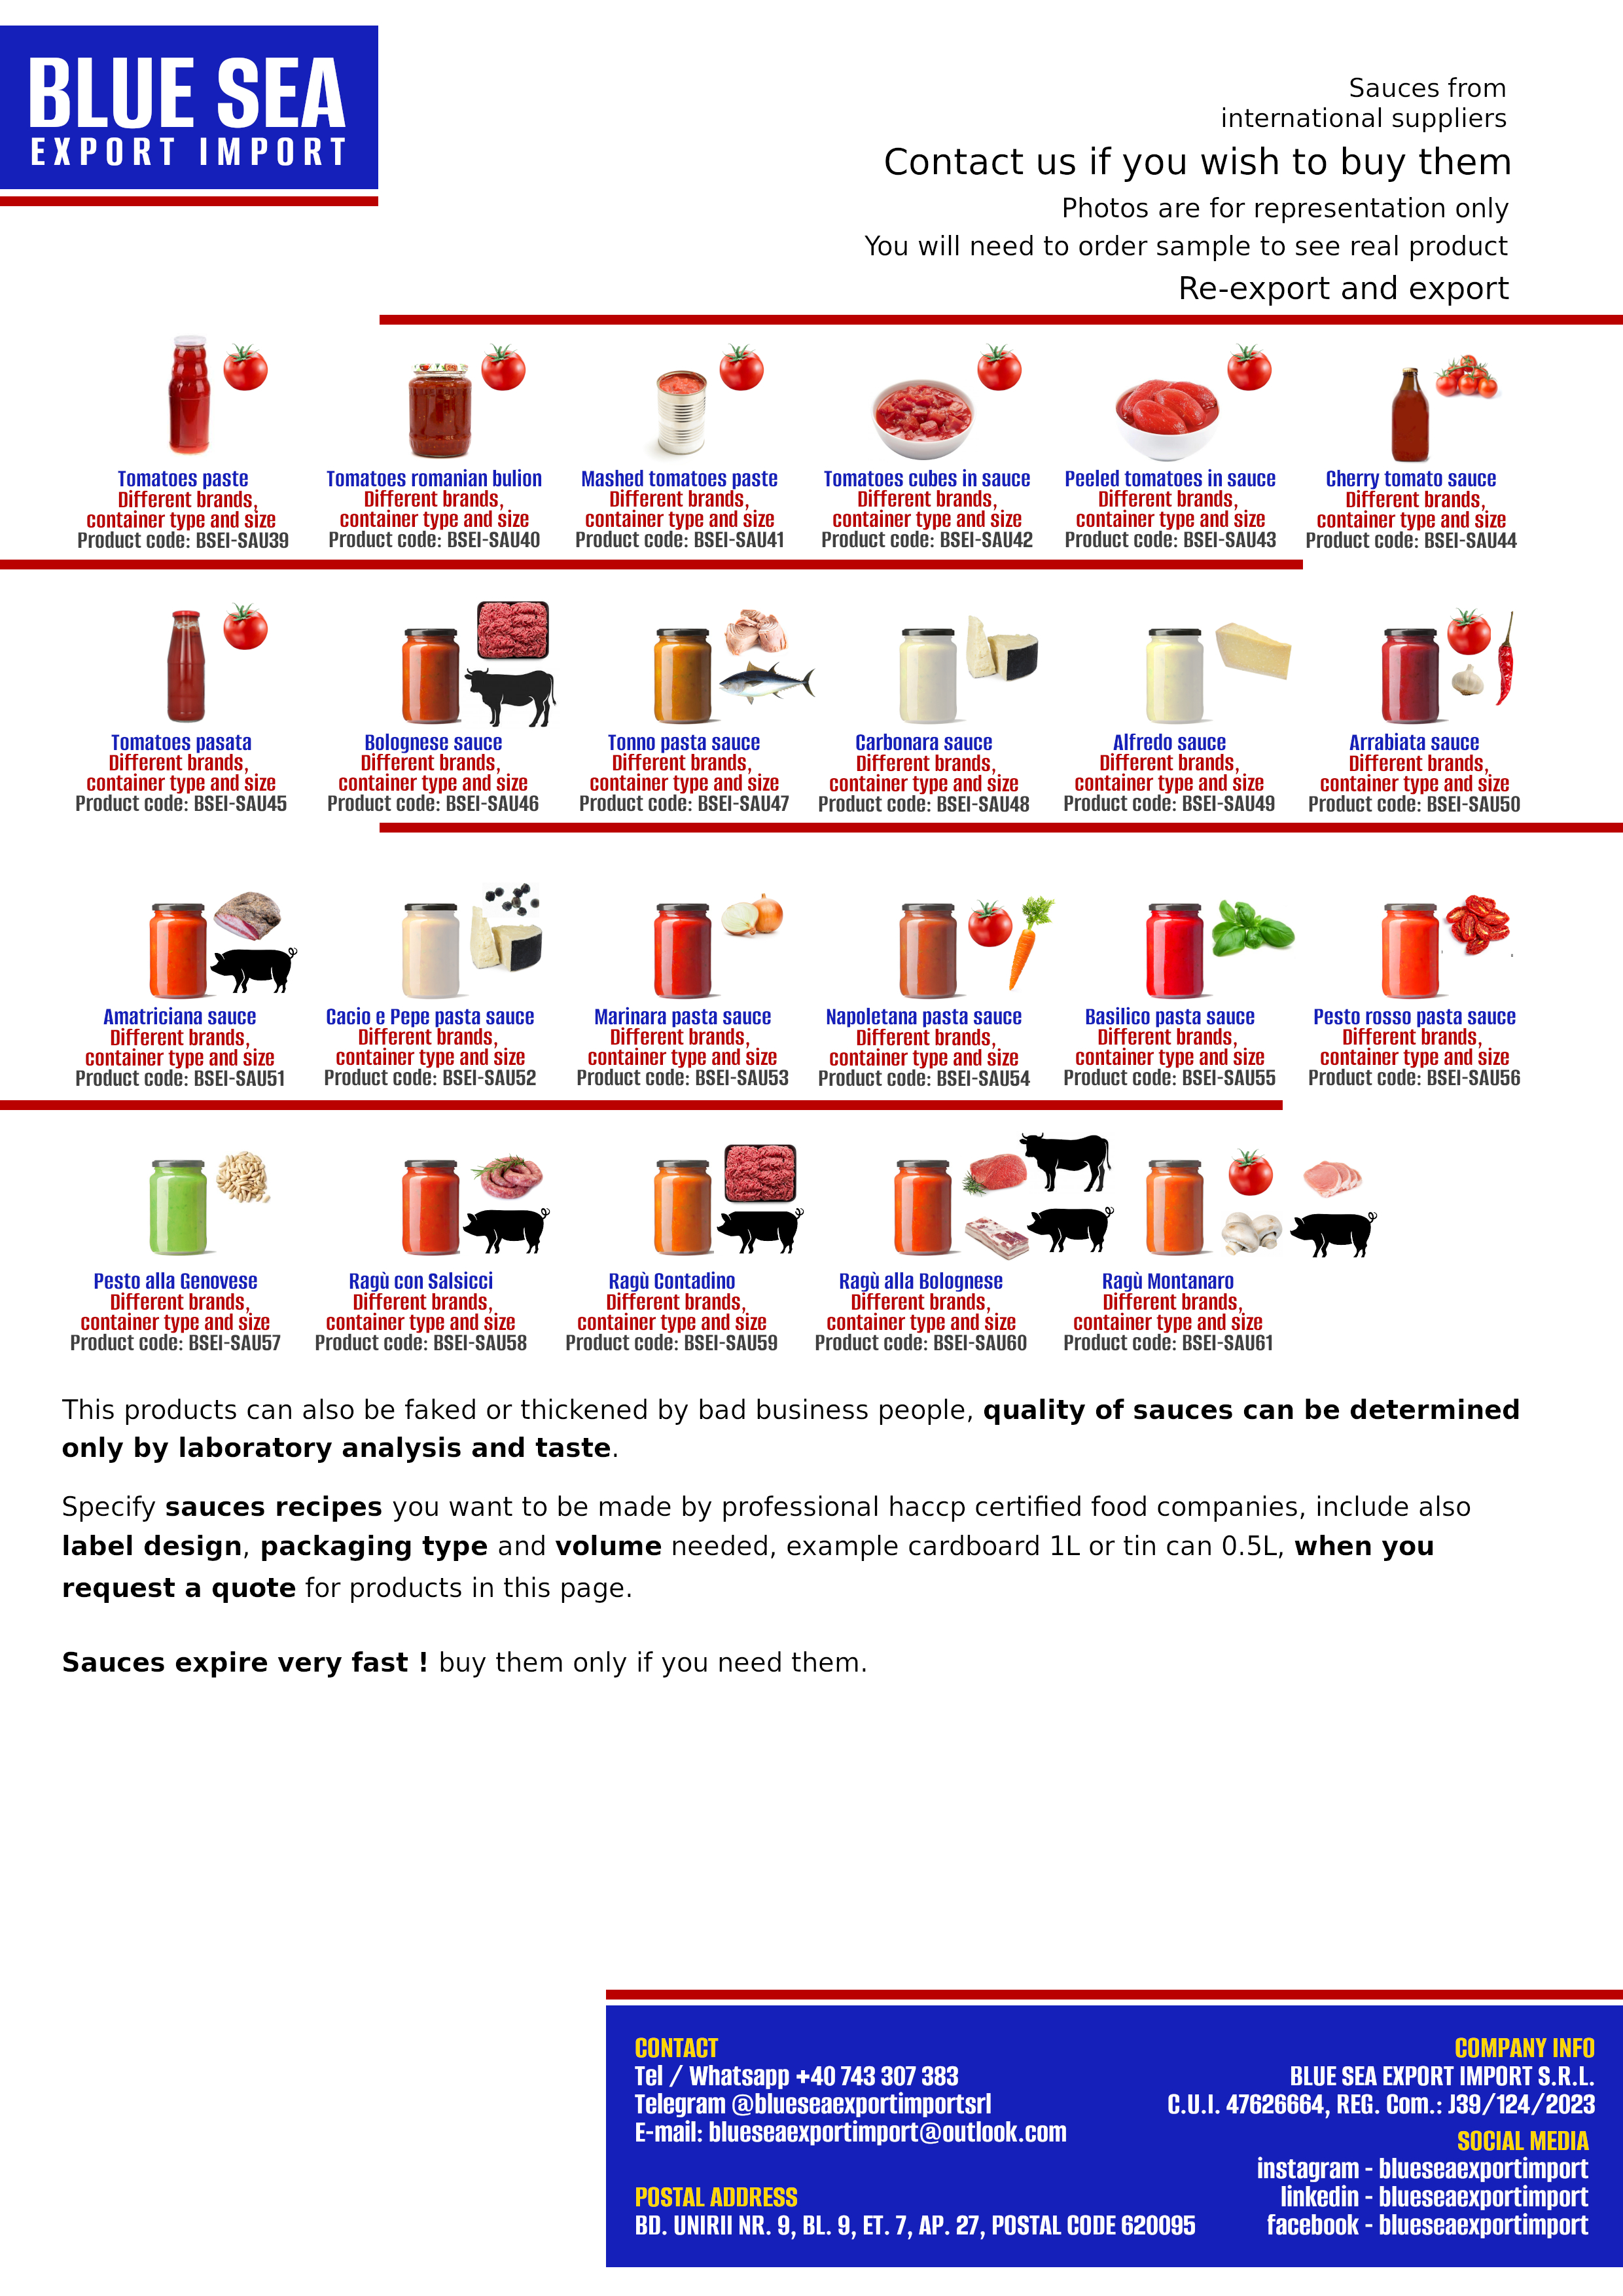 BLUE SEA
EXPORT IMPORT
Sauces from
international suppliers
Contact us if you wish to buy them
Photos are for representation only
You will need to order sample to see real product
Re-export and export
Tomatoes paste
Different brands,
container type and size
Product code: BSEI-SAU39
Tomatoes romanian bulion
Different brands,
container type and size
Product code: BSEI-SAU40
Mashed tomatoes paste
Different brands,
container type and size
Product code: BSEI-SAU41
Tomatoes cubes in sauce
Different brands,
container type and size
Product code: BSEI-SAU42
Peeled tomatoes in sauce
Different brands,
container type and size
Product code: BSEI-SAU43
Cherry tomato sauce
Different brands,
container type and size
Product code: BSEI-SAU44
Tomatoes pasata
Different brands,
container type and size
Product code: BSEI-SAU45
Bolognese sauce
Different brands,
container type and size
Product code: BSEI-SAU46
Tonno pasta sauce
Different brands,
container type and size
Product code: BSEI-SAU47
Carbonara sauce
Different brands,
container type and size
Product code: BSEI-SAU48
Alfredo sauce
Different brands,
container type and size
Product code: BSEI-SAU49
Arrabiata sauce
Different brands,
container type and size
Product code: BSEI-SAU50
Amatriciana sauce
Different brands,
container type and size
Product code: BSEI-SAU51
Cacio e Pepe pasta sauce
Different brands,
container type and size
Product code: BSEI-SAU52
Marinara pasta sauce
Different brands,
container type and size
Product code: BSEI-SAU53
Napoletana pasta sauce
Different brands,
container type and size
Product code: BSEI-SAU54
Basilico pasta sauce
Different brands,
container type and size
Product code: BSEI-SAU55
Pesto rosso pasta sauce
Different brands,
container type and size
Product code: BSEI-SAU56
Pesto alla Genovese
Different brands,
container type and size
Product code: BSEI-SAU57
Ragù con Salsicci
Different brands,
container type and size
Product code: BSEI-SAU58
Ragù Contadino
Different brands,
container type and size
Product code: BSEI-SAU59
Ragù alla Bolognese
Different brands,
container type and size
Product code: BSEI-SAU60
Ragù Montanaro
Different brands,
container type and size
Product code: BSEI-SAU61
This products can also be faked or thickened by bad business people, quality of sauces can be determined
only by laboratory analysis and taste.
Specify sauces recipes you want to be made by professional haccp certified food companies, include also
label design, packaging type and volume needed, example cardboard 1L or tin can 0.5L, when you
request a quote for products in this page.
Sauces expire very fast ! buy them only if you need them.
CONTACT
Tel / Whatsapp +40 743 307 383
Telegram @blueseaexportimportsrl
E-mail: blueseaexportimport@outlook.com
POSTAL ADDRESS
BD. UNIRII NR. 9, BL. 9, ET. 7, AP. 27, POSTAL CODE 620095
COMPANY INFO
BLUE SEA EXPORT IMPORT S.R.L.
C.U.I. 47626664, REG. Com.: J39/124/2023
SOCIAL MEDIA
instagram - blueseaexportimport
linkedin - blueseaexportimport
facebook - blueseaexportimport